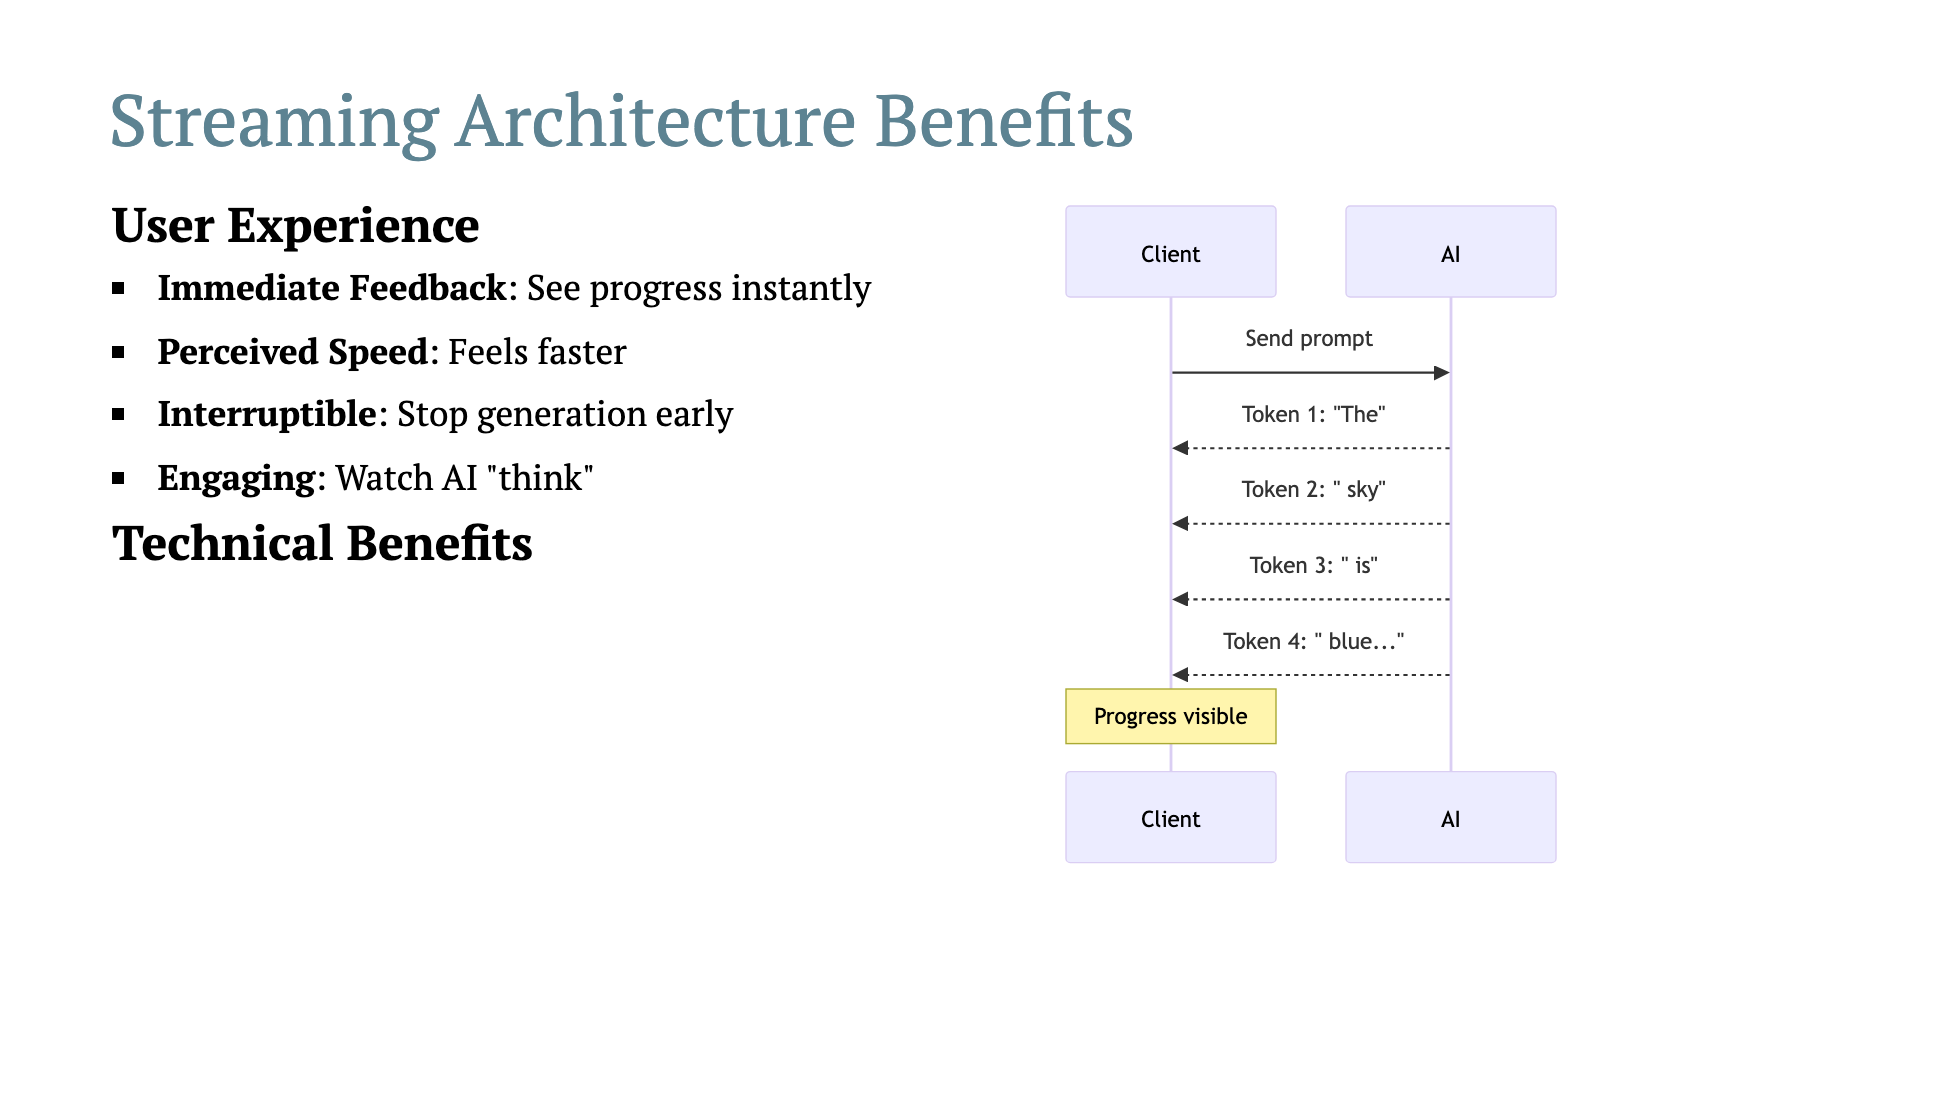 Streaming Architecture Benefits
User Experience
▪ Immediate Feedback: See progress instantly
▪ Perceived Speed: Feels faster
▪ Interruptible: Stop generation early
▪ Engaging: Watch AI "think"
Technical Benefits
Client
AI
Send prompt
Token 1: "The"
Token 2: " sky"
Token 3: " is"
Token 4: " blue..."
Progress visible
Client
AI